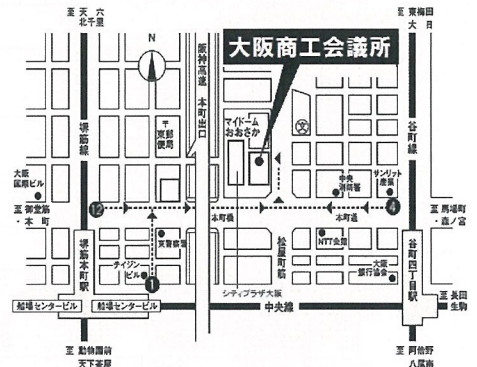 至 天六
北千里
至 東梅田
大日
N
阪神高速 本町出口
大阪商工会議所
東郵便局
マイドーム
おおさか
堺筋線
谷町線
大阪
国際ビル
中央
消防署
サンリット
産業
至 御堂筋
・本町
12
本町橋
本町通
4
至 馬場町
・森ノ宮
堺筋本町駅
東警察署
テイジン
ビル
1
松屋町筋
NTT金属
大阪
銀行協会
谷町四丁目駅
シティプラザ大阪
船場センタービル
船場センタービル
中央線
至 長田
生駒
至 動物園前
天下茶屋
至 阿倍野
八尾南